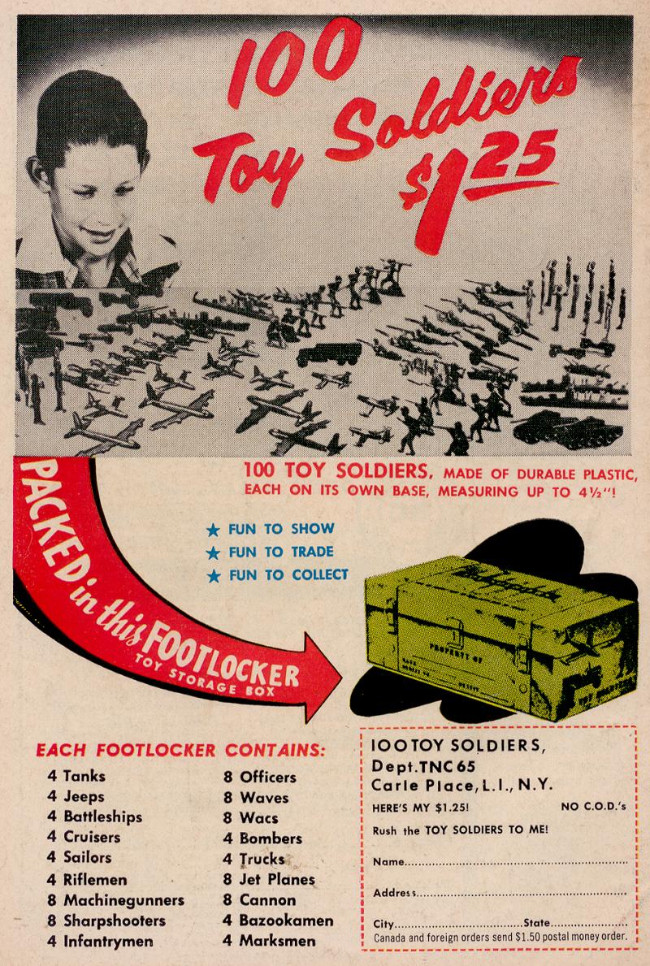 100
Toy Soldiers
$1.25
100 TOY SOLDIERS, MADE OF DURABLE PLASTIC,
EACH ON ITS OWN BASE, MEASURING UP TO 4½"!
★ FUN TO SHOW
★ FUN TO TRADE
★ FUN TO COLLECT
PACKED in this FOOTLOCKER
TOY STORAGE BOX
PROPERTY OF
EACH FOOTLOCKER CONTAINS:
4 Tanks
4 Jeeps
4 Battleships
4 Cruisers
4 Sailors
4 Riflemen
8 Machinegunners
8 Sharpshooters
4 Infantrymen
8 Officers
8 Waves
8 Wacs
4 Bombers
4 Trucks
8 Jet Planes
8 Cannon
4 Bazookamen
4 Marksmen
100 TOY SOLDIERS,
Dept. TNC 65
Carle Place, L.I., N.Y.
HERE'S MY $1.25! NO C.O.D.'s
Rush the TOY SOLDIERS TO ME!
Name
Address
City State
Canada and foreign orders send $1.50 postal money order.